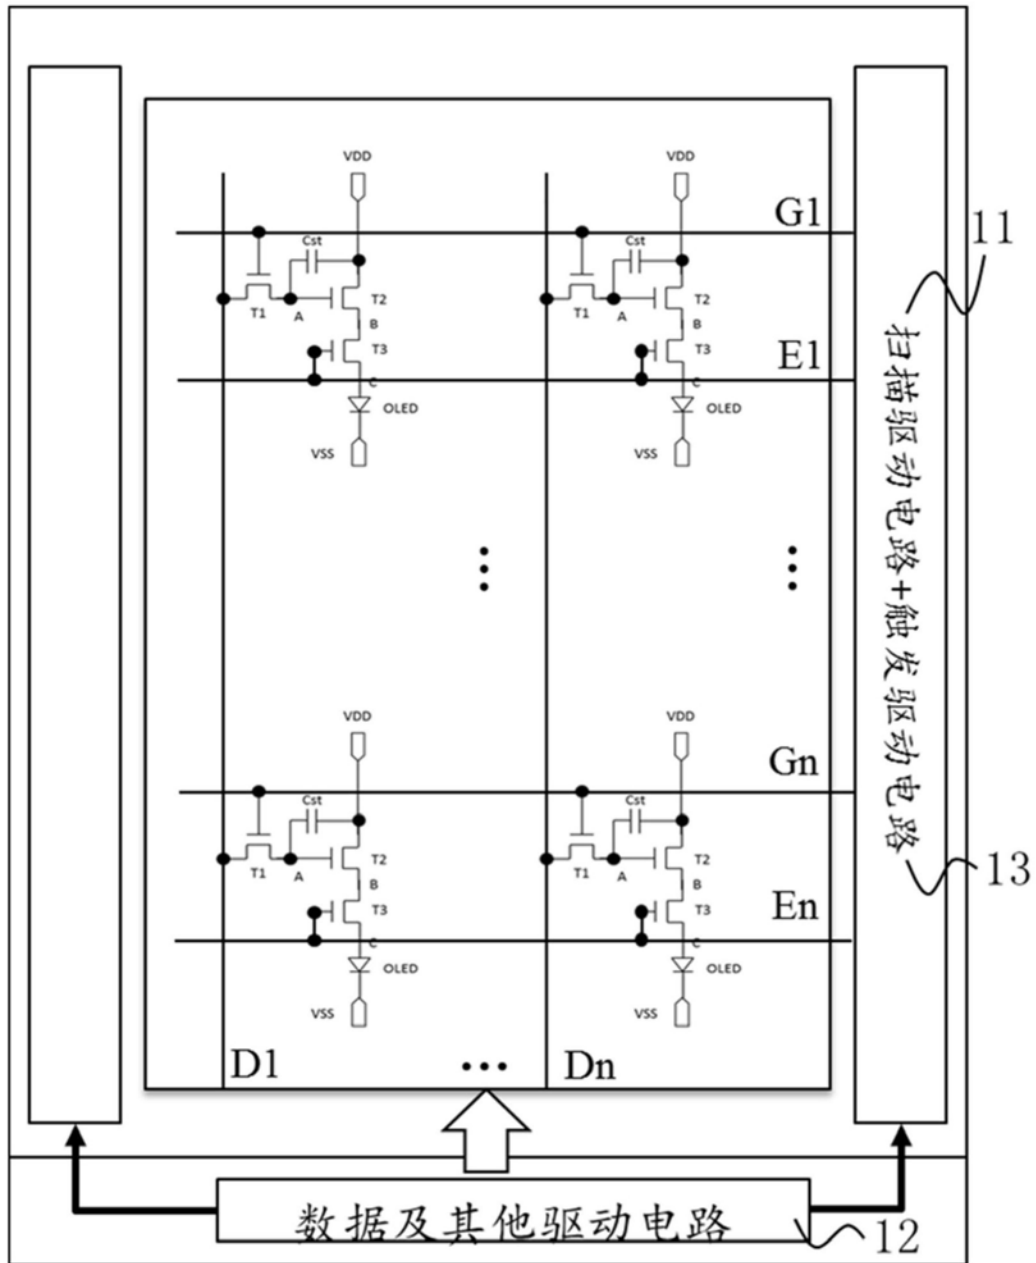 VDD VDD
G1
11
Cst Cst
T1 A T2 T1 A T2
B B
T3 T3
E1
C C
OLED OLED
VSS VSS
扫描驱动电路+触发驱动电路
VDD VDD
Gn
Cst Cst
T1 A T2 T1 A T2
13
B B
T3 T3
En
C C
OLED OLED
VSS VSS
D1 Dn
数据及其他驱动电路
12